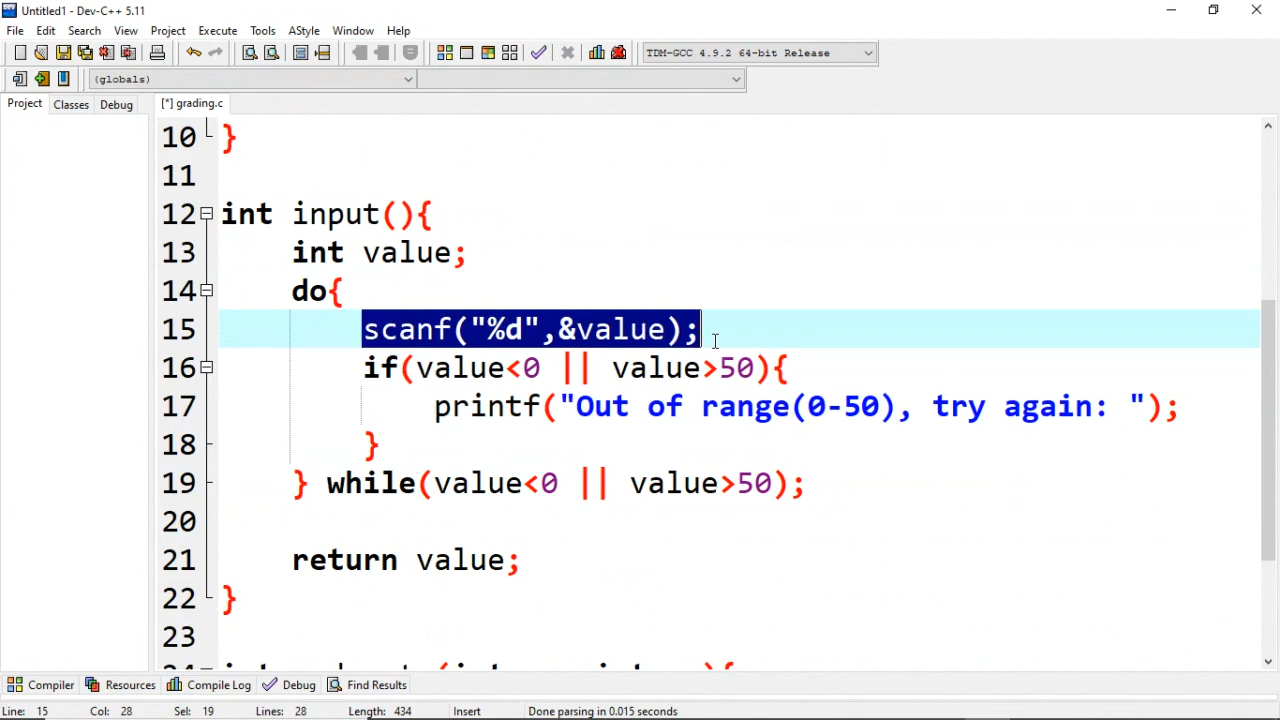 Untitled1 - Dev-C++ 5.11
File Edit Search View Project Execute Tools AStyle Window Help
TDM-GCC 4.9.2 64-bit Release
(globals)
Project Classes Debug [*] grading.c
10 }
11
12 int input(){
13 int value;
14 do{
15 scanf("%d",&value);
16 if(value<0 || value>50){
17 printf("Out of range(0-50), try again: ");
18 }
19 } while(value<0 || value>50);
20
21 return value;
22 }
23
Compiler Resources Compile Log Debug Find Results
Line: 15 Col: 28 Sel: 19 Lines: 28 Length: 434 Insert Done parsing in 0.015 seconds